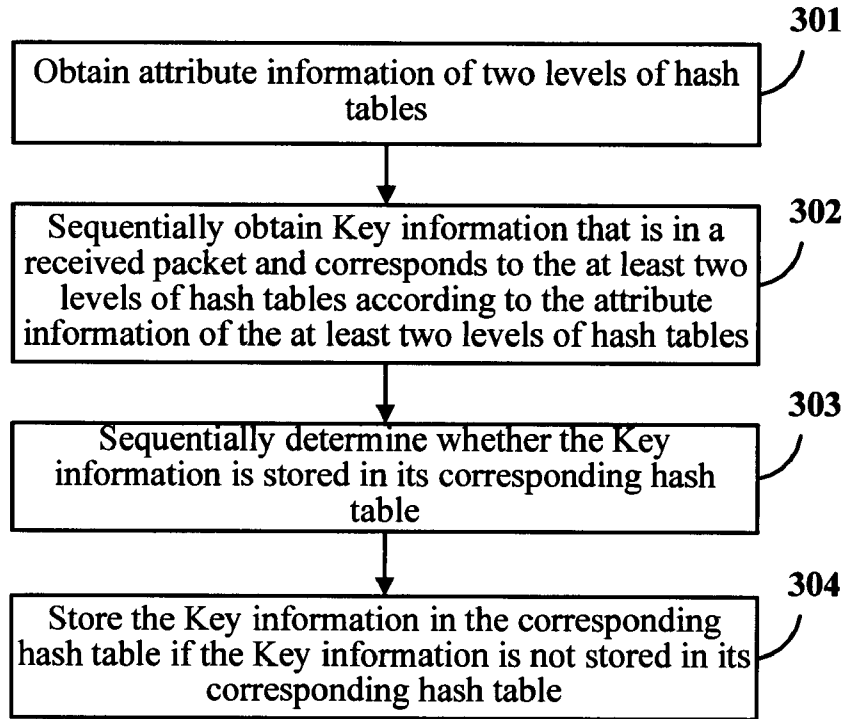 301
Obtain attribute information of two levels of hash
tables
302
Sequentially obtain Key information that is in a
received packet and corresponds to the at least two
levels of hash tables according to the attribute
information of the at least two levels of hash tables
303
Sequentially determine whether the Key
information is stored in its corresponding hash
table
304
Store the Key information in the corresponding
hash table if the Key information is not stored in its
corresponding hash table